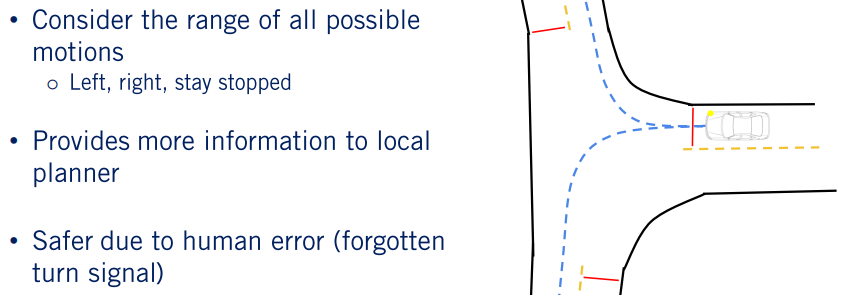 • Consider the range of all possible
motions
o Left, right, stay stopped
• Provides more information to local
planner
• Safer due to human error (forgotten
turn signal)